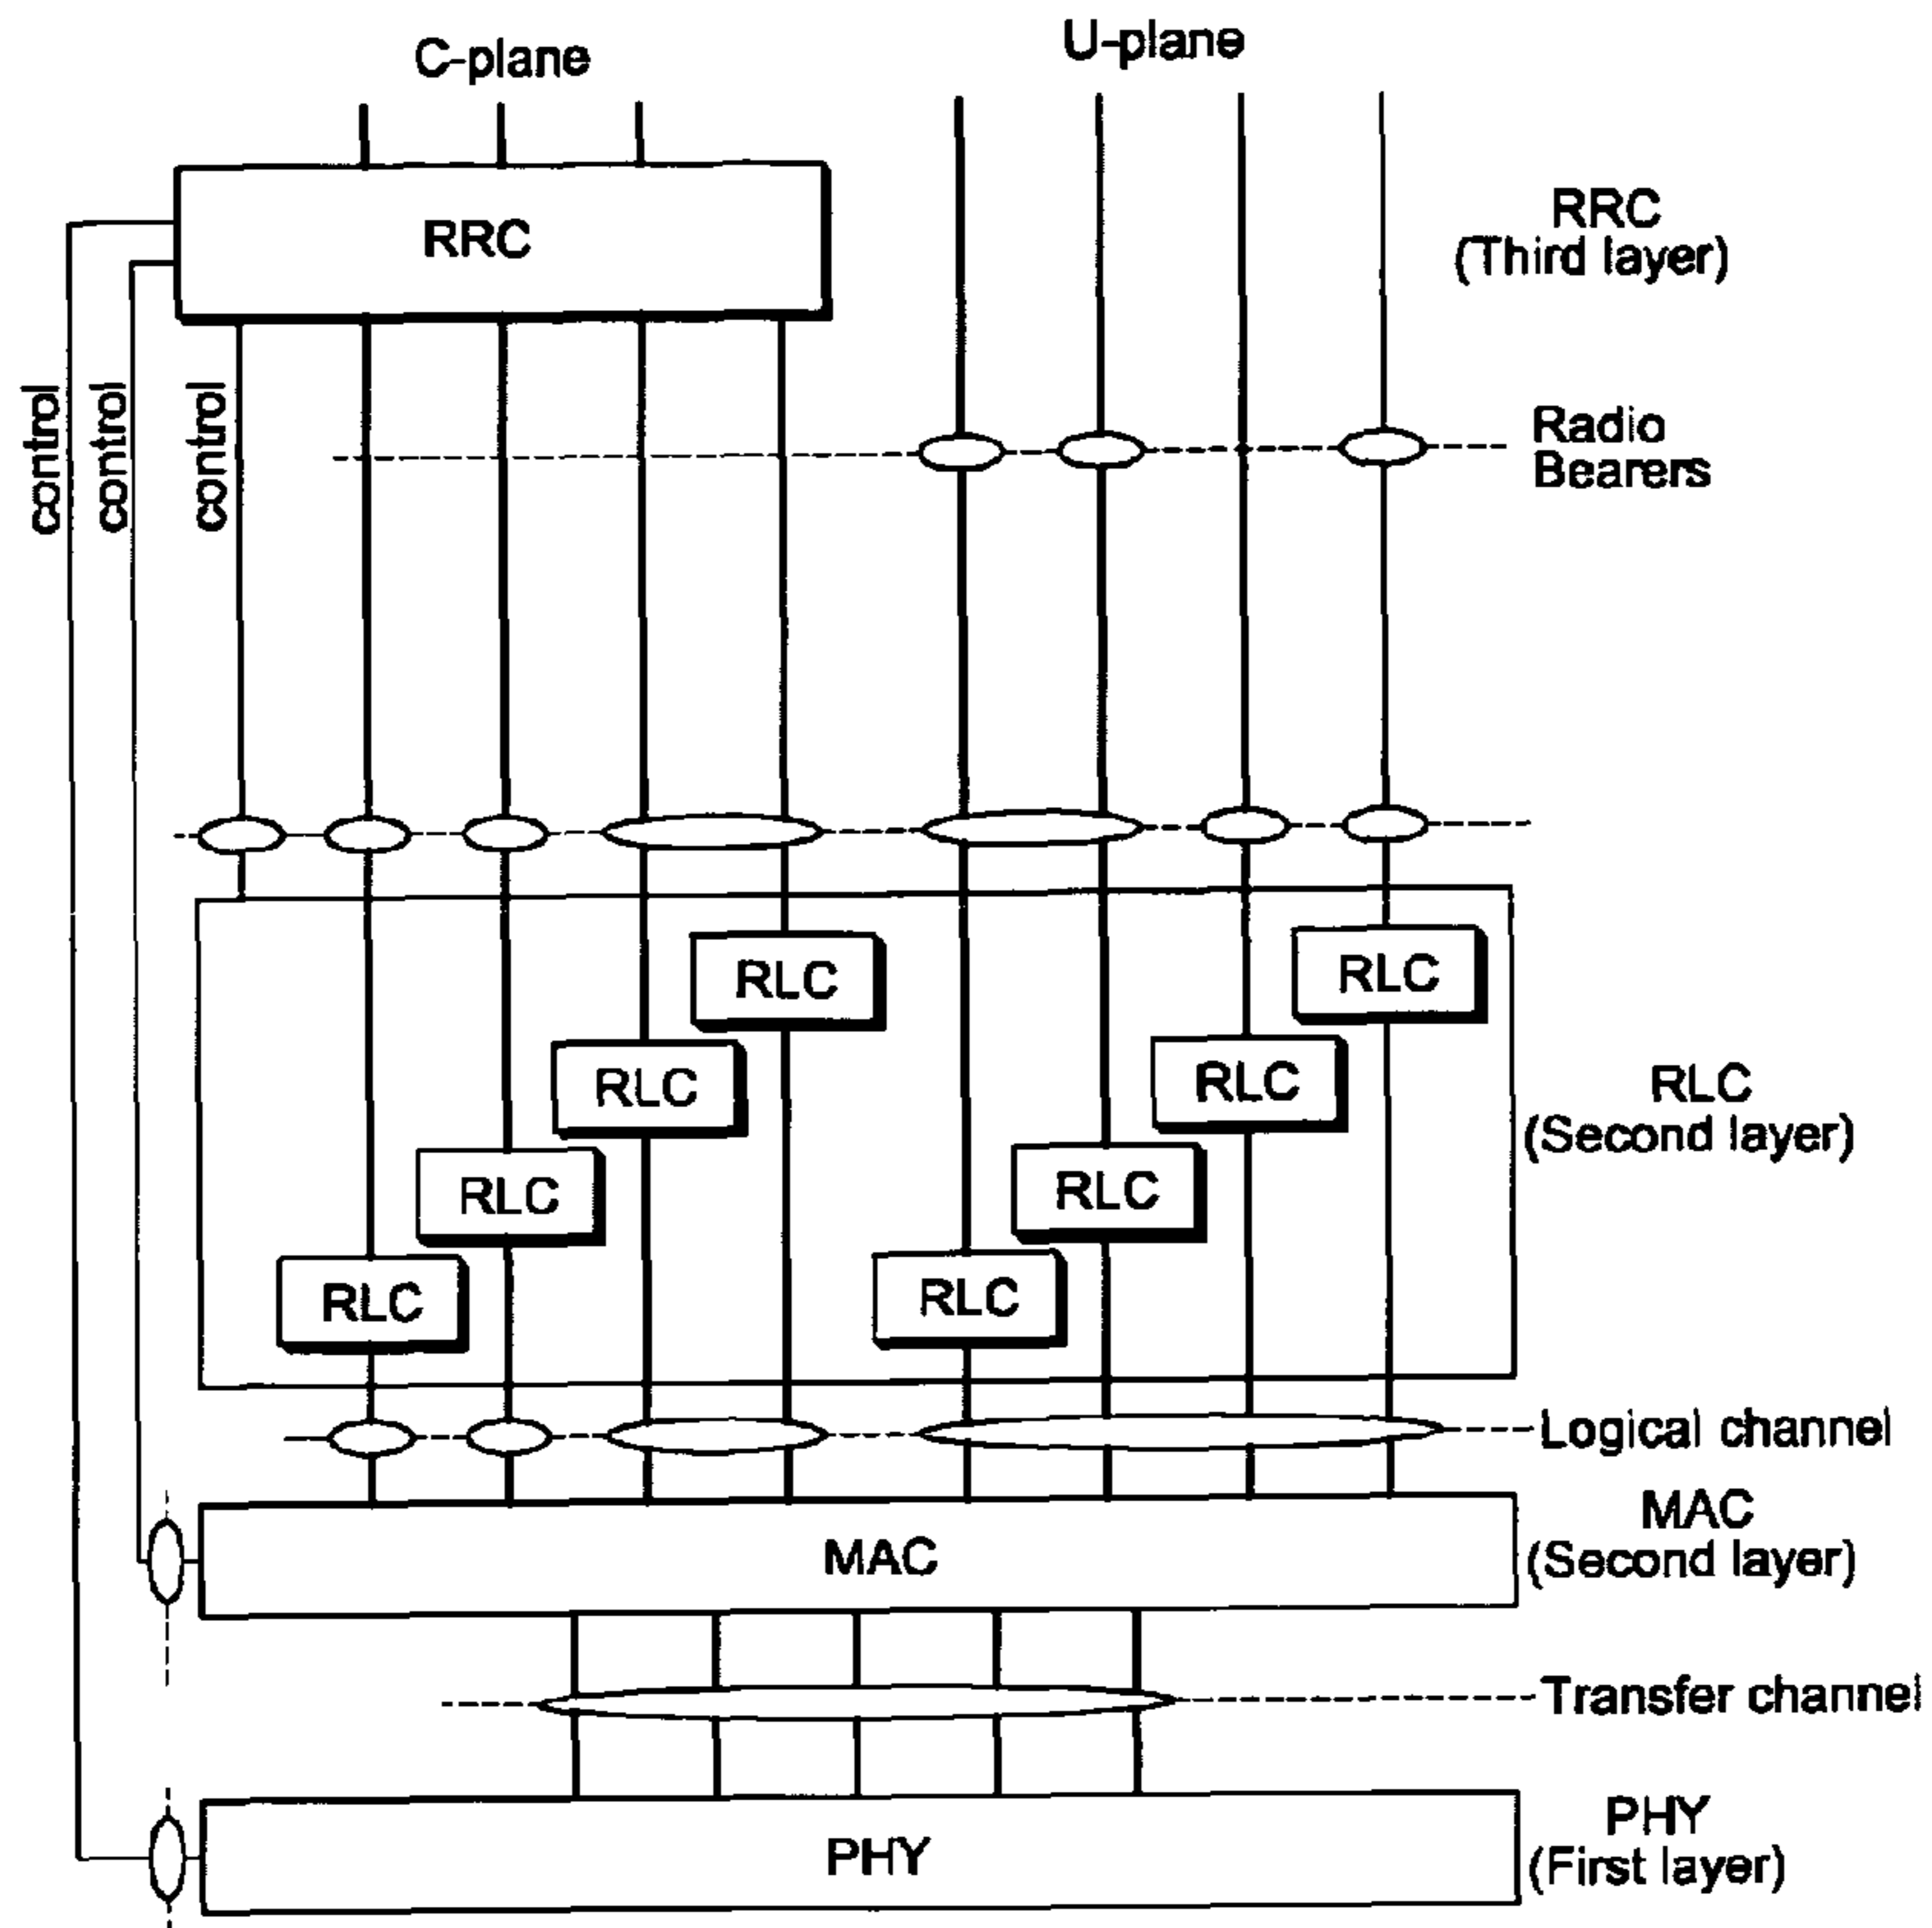 C-plane
U-plane
RRC
RRC
(Third layer)
control
control
control
Radio
Bearers
RLC
RLC
RLC
RLC
RLC
(Second layer)
RLC
RLC
RLC
RLC
Logical channel
MAC
MAC
(Second layer)
Transfer channel
PHY
PHY
(First layer)